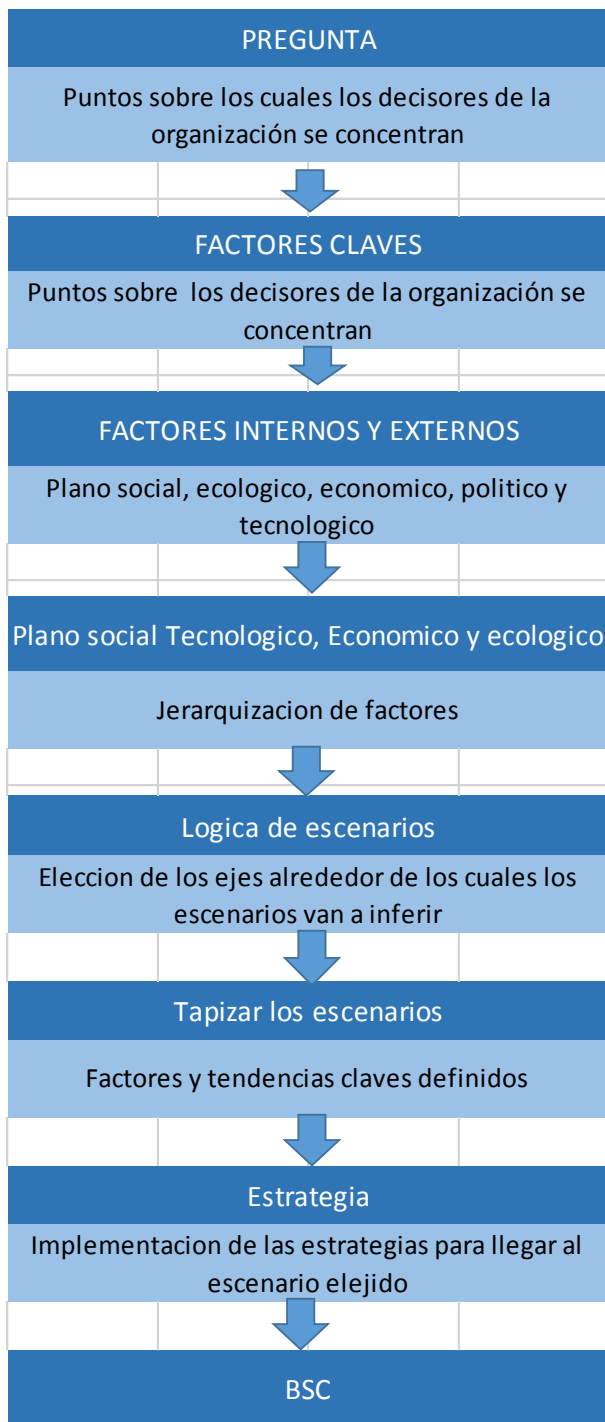 PREGUNTA
Puntos sobre los cuales los decisores de la
organización se concentran
FACTORES CLAVES
Puntos sobre  los decisores de la organización se
concentran
FACTORES INTERNOS Y EXTERNOS
Plano social, ecologico, economico, politico y
tecnologico
Plano social Tecnologico, Economico y ecologico
Jerarquizacion de factores
Logica de escenarios
Eleccion de los ejes alrededor de los cuales los
escenarios van a inferir
Tapizar los escenarios
Factores y tendencias claves definidos
Estrategia
Implementacion de las estrategias para llegar al
escenario elejido
BSC